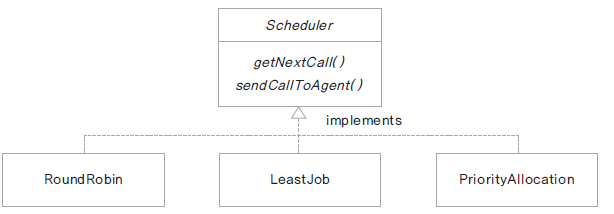 Scheduler
getNextCall()
sendCallToAgent()
implements
RoundRobin
LeastJob
PriorityAllocation